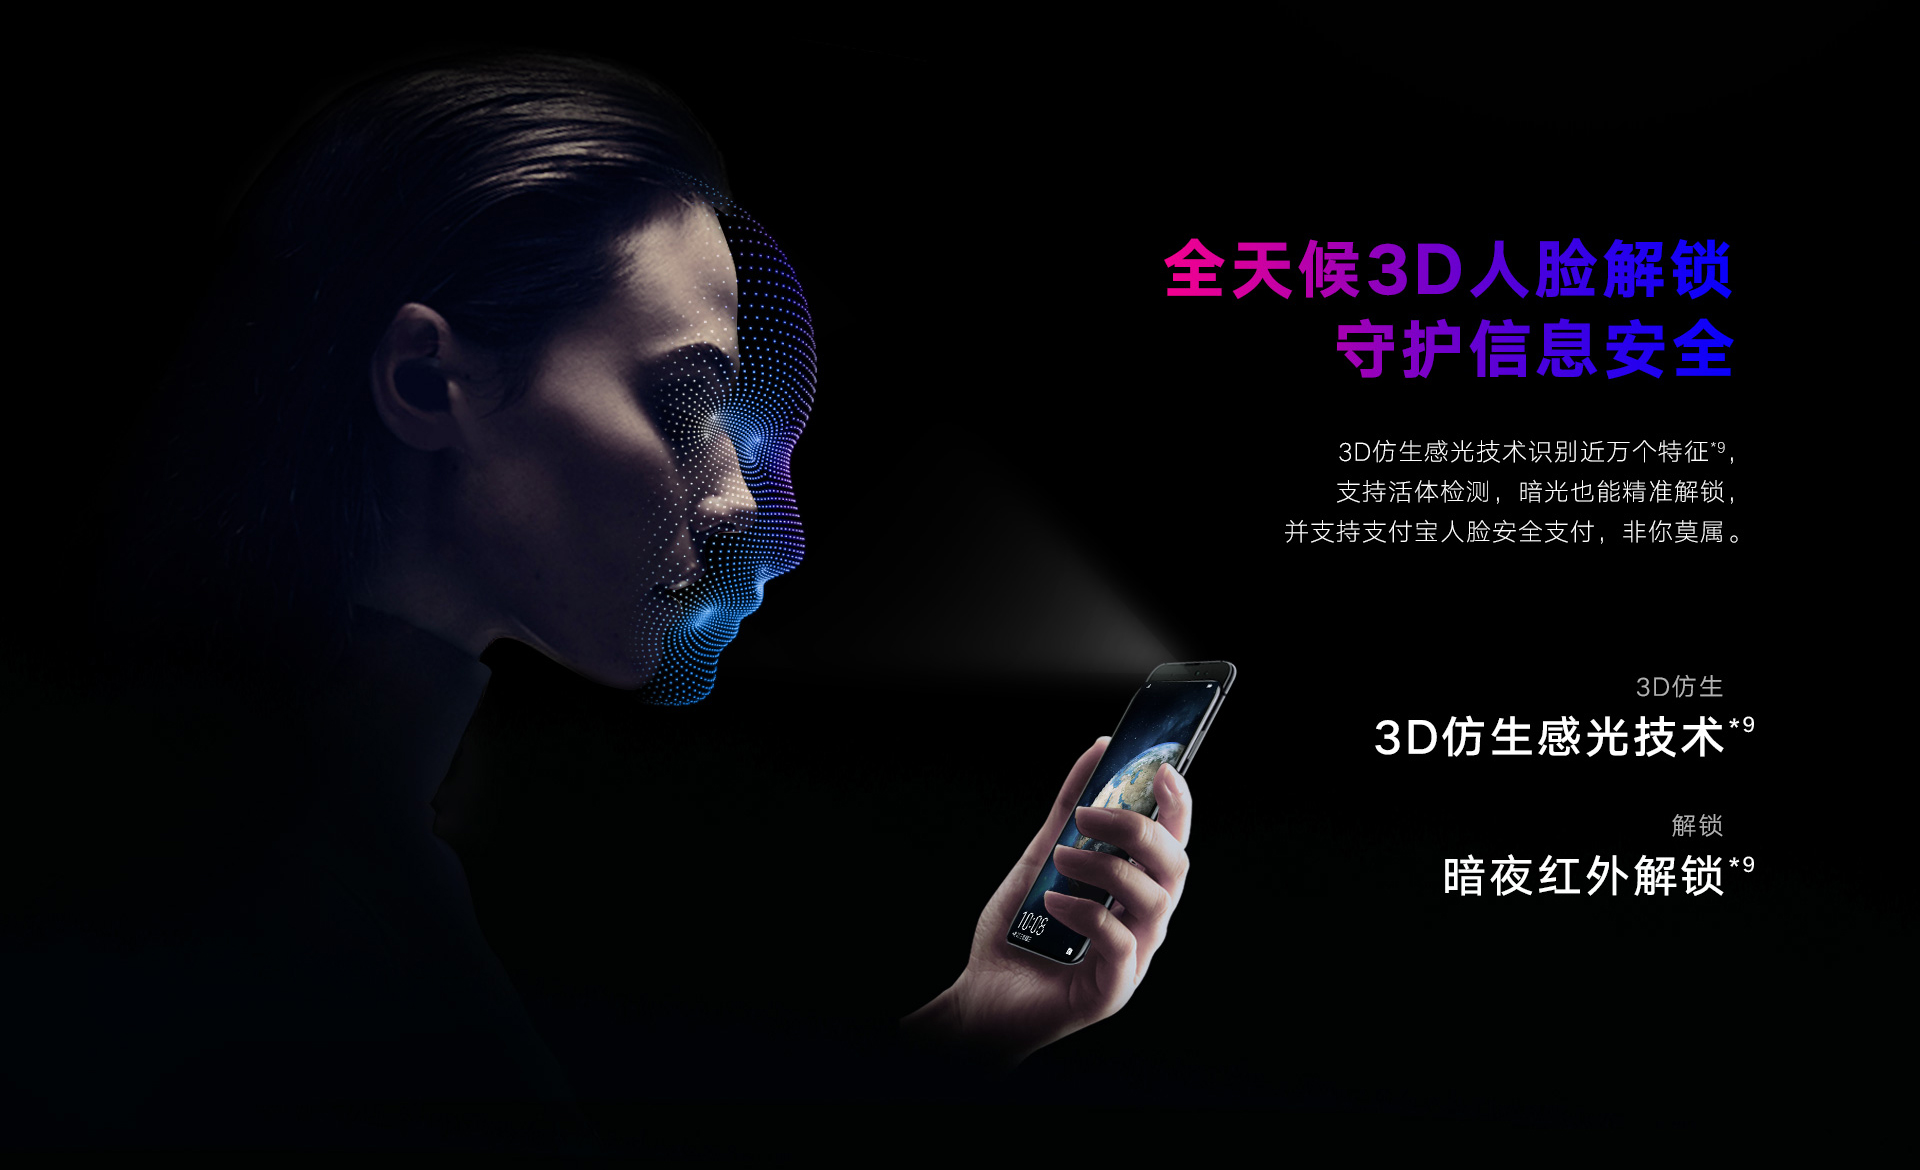 全天候3D人脸解锁
守护信息安全
3D仿生感光技术识别近万个特征*9，
支持活体检测，暗光也能精准解锁，
并支持支付宝人脸安全支付，非你莫属。
3D仿生
3D仿生感光技术*9
解锁
暗夜红外解锁*9
10:08